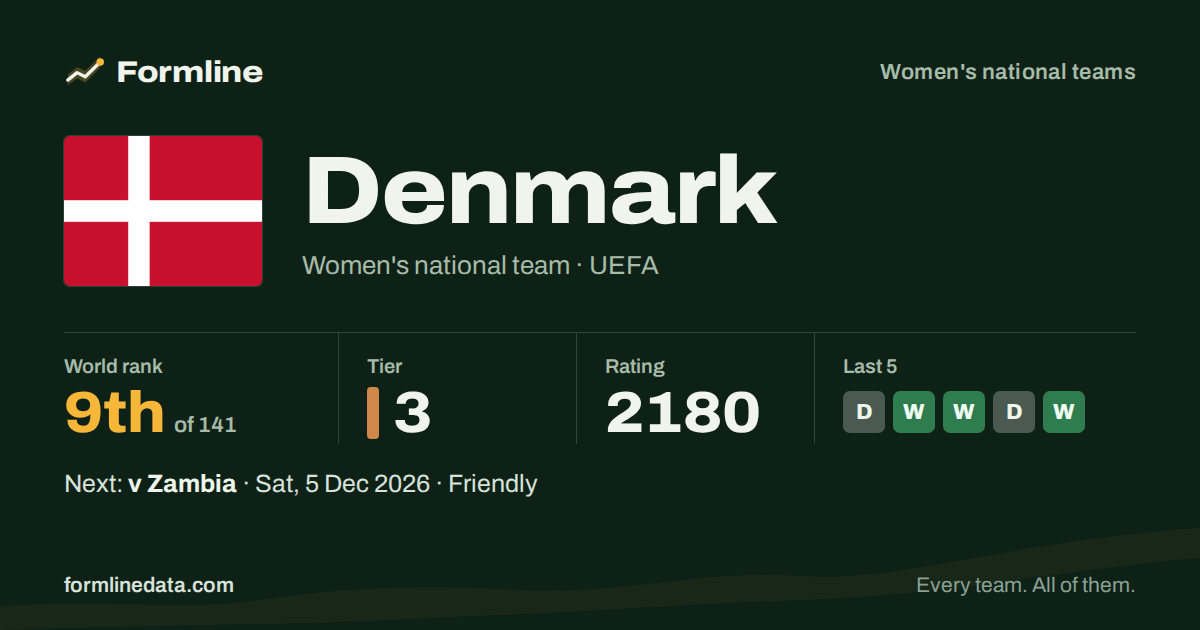 Formline
Women's national teams
Denmark
Women's national team · UEFA
World rank
9th of 141
Tier
3
Rating
2180
Last 5
D W W D W
Next: v Zambia · Sat, 5 Dec 2026 · Friendly
formlinedata.com
Every team. All of them.